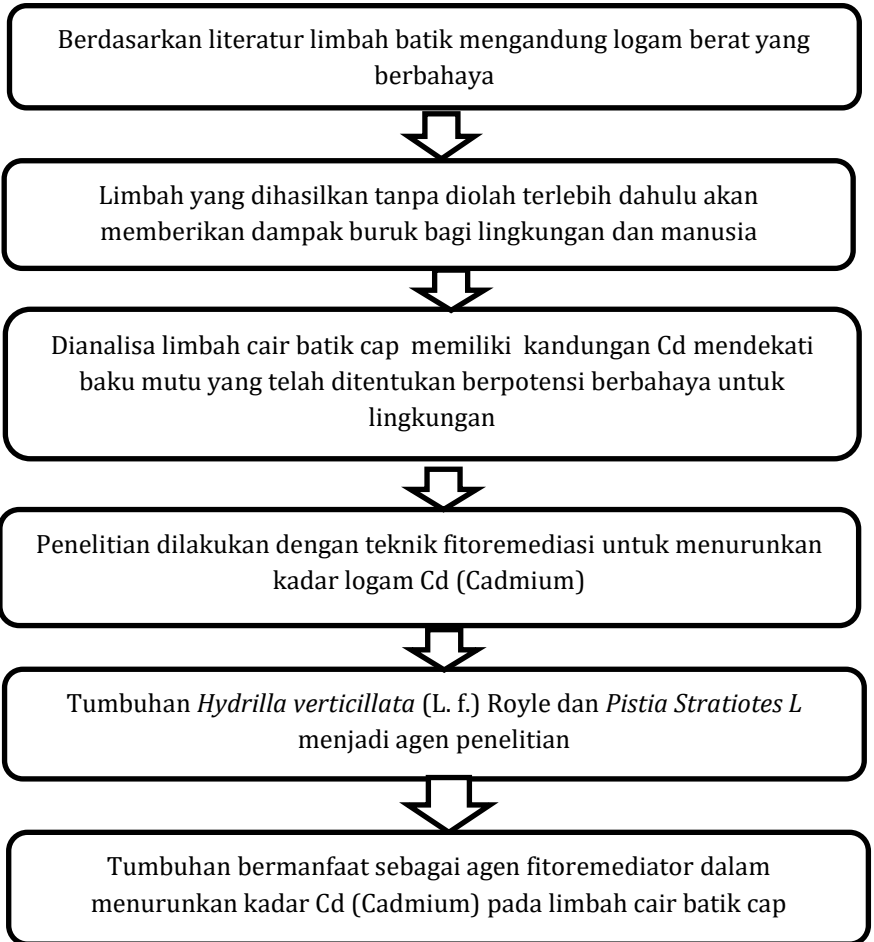 Berdasarkan literatur limbah batik mengandung logam berat yang
berbahaya
Limbah yang dihasilkan tanpa diolah terlebih dahulu akan
memberikan dampak buruk bagi lingkungan dan manusia
Dianalisa limbah cair batik cap memiliki kandungan Cd mendekati
baku mutu yang telah ditentukan berpotensi berbahaya untuk
lingkungan
Penelitian dilakukan dengan teknik fitoremediasi untuk menurunkan
kadar logam Cd (Cadmium)
Tumbuhan Hydrilla verticillata (L. f.) Royle dan Pistia Stratiotes L
menjadi agen penelitian
Tumbuhan bermanfaat sebagai agen fitoremediator dalam
menurunkan kadar Cd (Cadmium) pada limbah cair batik cap